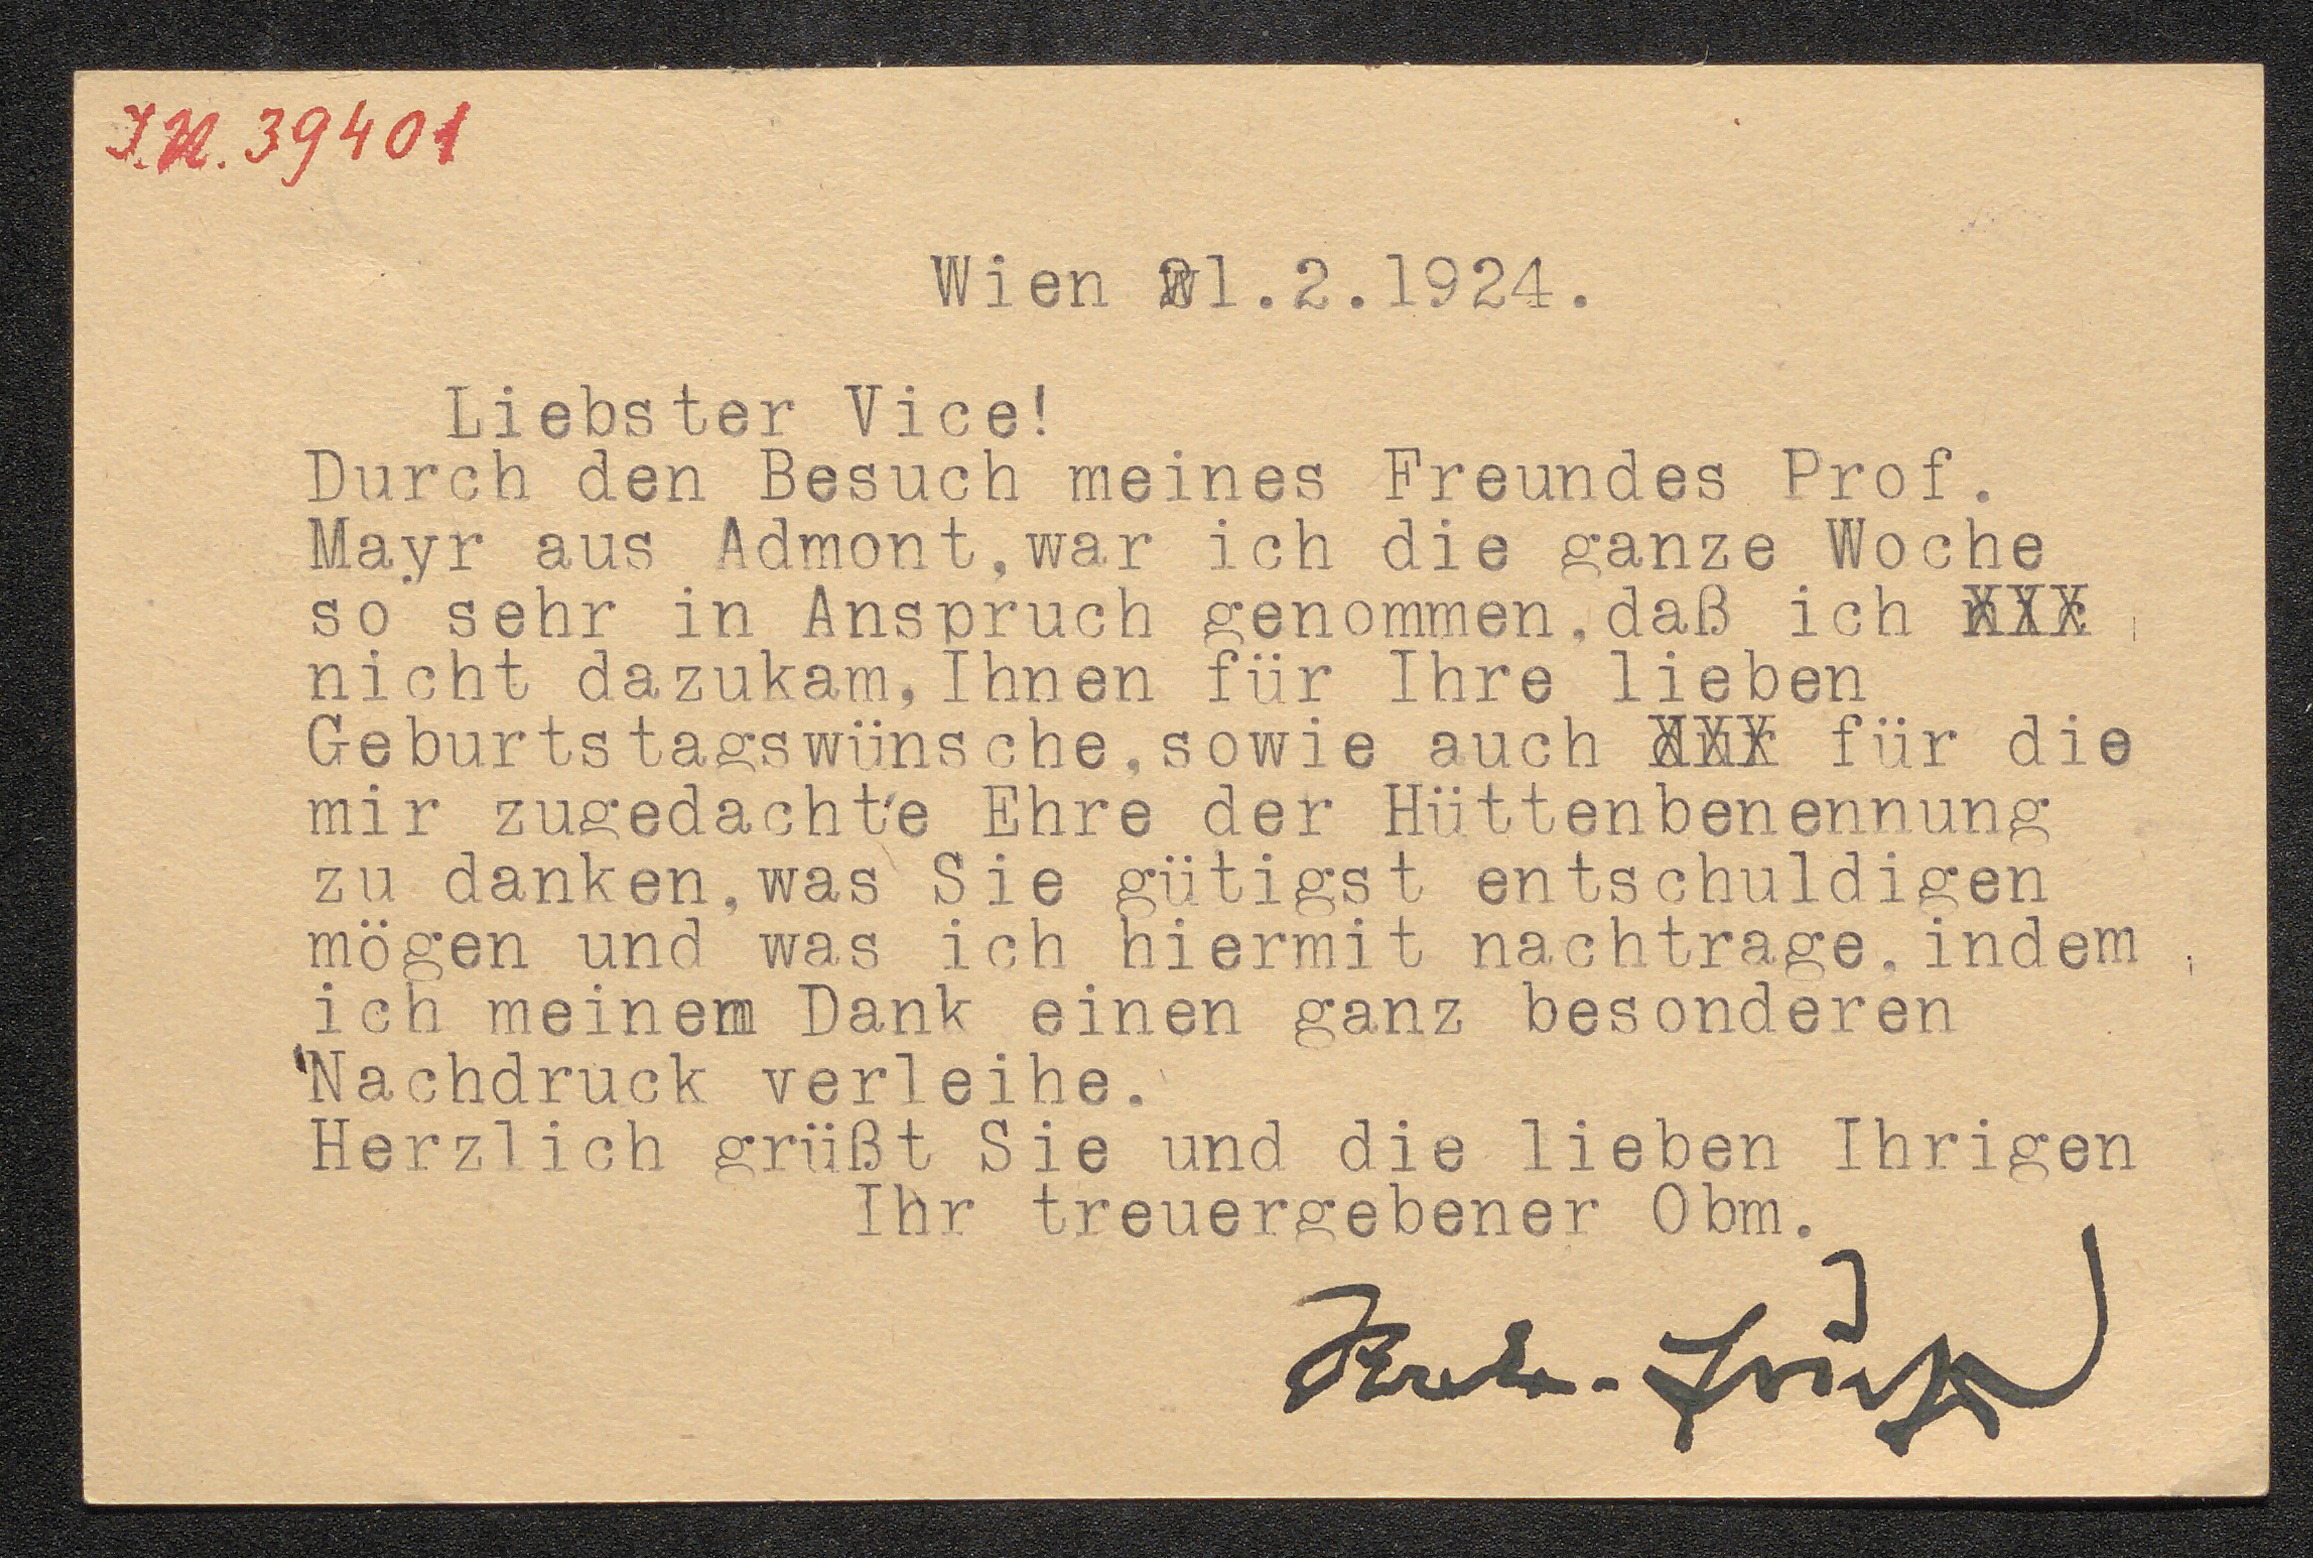 J.N. 39401
Wien 21.2.1924.
Liebster Vice!
Durch den Besuch meines Freundes Prof.
Mayr aus Admont,war ich die ganze Woche
so sehr in Anspruch genommen,daß ich XXX
nicht dazukam,Ihnen für Ihre lieben
Geburtstagswünsche,sowie auch XXX für die
mir zugedachte Ehre der Hüttenbenennung
zu danken,was Sie gütigst entschuldigen
mögen und was ich hiermit nachtrage,indem
ich meinem Dank einen ganz besonderen
Nachdruck verleihe.
Herzlich grüßt Sie und die lieben Ihrigen
Ihr treuergebener Obm.